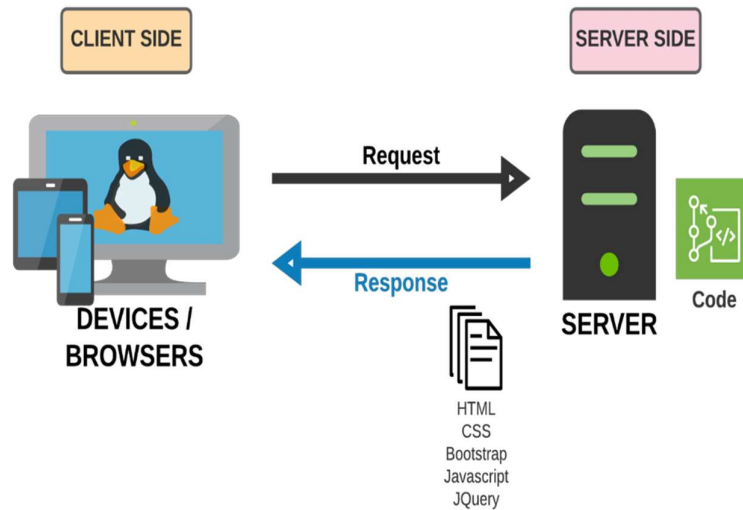 CLIENT SIDE
SERVER SIDE
Request
Response
DEVICES /
BROWSERS
SERVER
Code
</>
HTML
CSS
Bootstrap
Javascript
JQuery